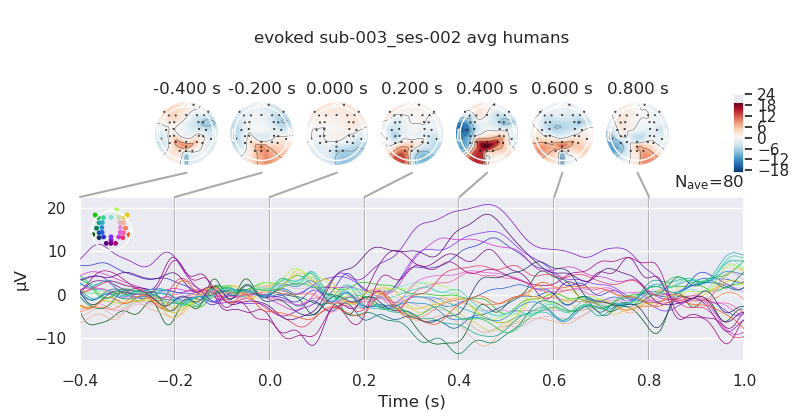 evoked sub-003_ses-002 avg humans
-0.400 s -0.200 s 0.000 s 0.200 s 0.400 s 0.600 s 0.800 s
24
18
12
6
0
−6
−12
−18
Nave=80
20
10
0
−10
µV
−0.4 −0.2 0.0 0.2 0.4 0.6 0.8 1.0
Time (s)